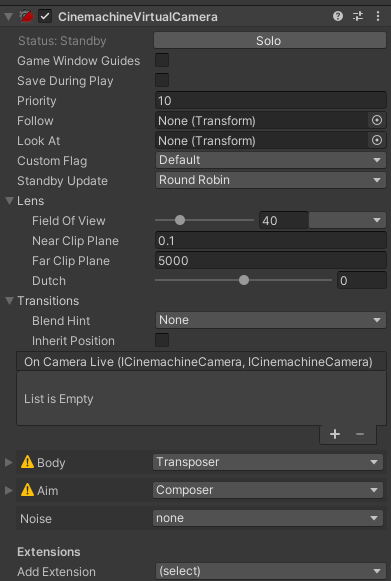 CinemachineVirtualCamera
Status: Standby Solo
Game Window Guides
Save During Play
Priority 10
Follow None (Transform)
Look At None (Transform)
Custom Flag Default
Standby Update Round Robin
Lens
Field Of View 40
Near Clip Plane 0.1
Far Clip Plane 5000
Dutch 0
Transitions
Blend Hint None
Inherit Position
On Camera Live (ICinemachineCamera, ICinemachineCamera)
List is Empty
+ −
Body Transposer
Aim Composer
Noise none
Extensions
Add Extension (select)